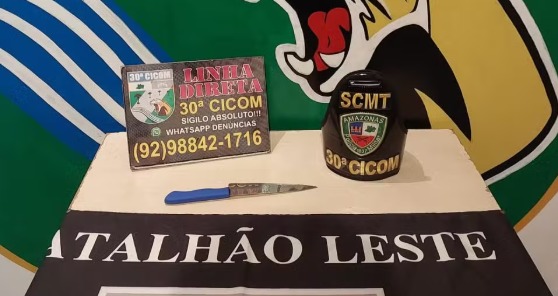 30ª CICOM
LINHA
DIRETA
30ª CICOM
SIGILO ABSOLUTO!!!
WHATSAPP DENÚNCIAS
(92)98842-1716
SCMT
AMAZONAS
30ª CICOM
ATALHÃO LESTE